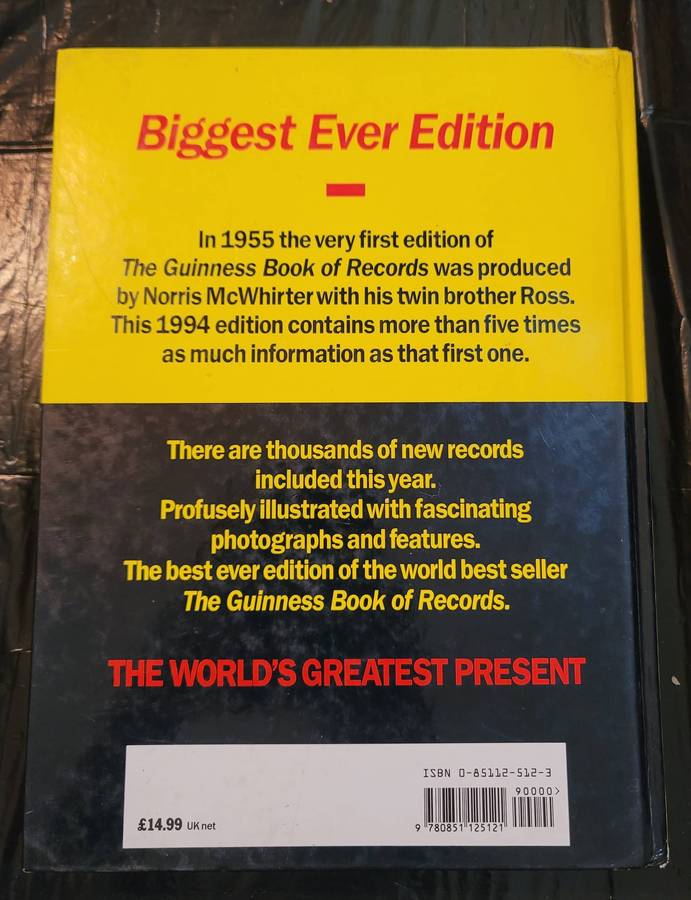 Biggest Ever Edition
In 1955 the very first edition of
The Guinness Book of Records was produced
by Norris McWhirter with his twin brother Ross.
This 1994 edition contains more than five times
as much information as that first one.
There are thousands of new records
included this year.
Profusely illustrated with fascinating
photographs and features.
The best ever edition of the world best seller
The Guinness Book of Records.
THE WORLD'S GREATEST PRESENT
ISBN 0-85112-512-3
90000>
£14.99 UK net
9 780851 125121